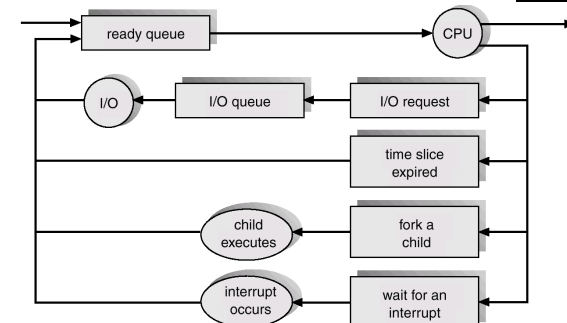 ready queue
CPU
I/O
I/O queue
I/O request
time slice
expired
child
executes
fork a
child
interrupt
occurs
wait for an
interrupt